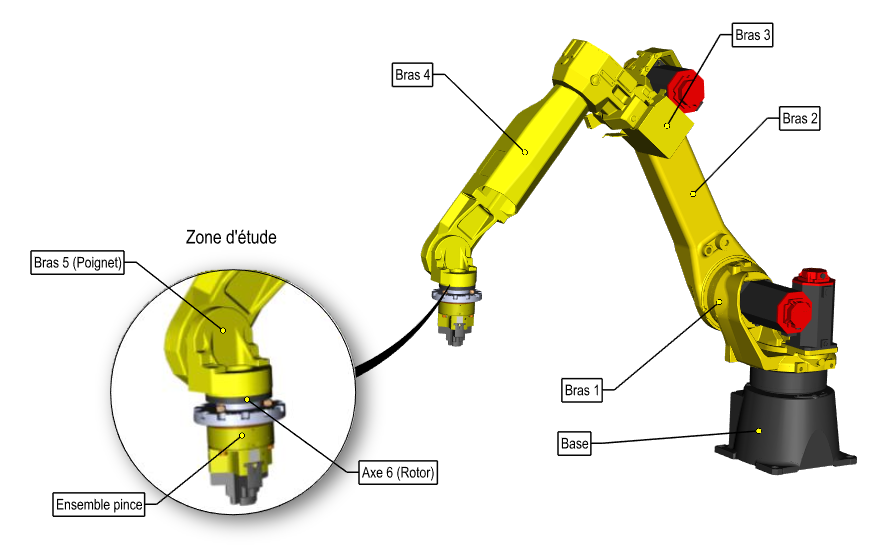 Bras 3
Bras 4
Bras 2
Zone d'étude
Bras 5 (Poignet)
Bras 1
Base
Axe 6 (Rotor)
Ensemble pince